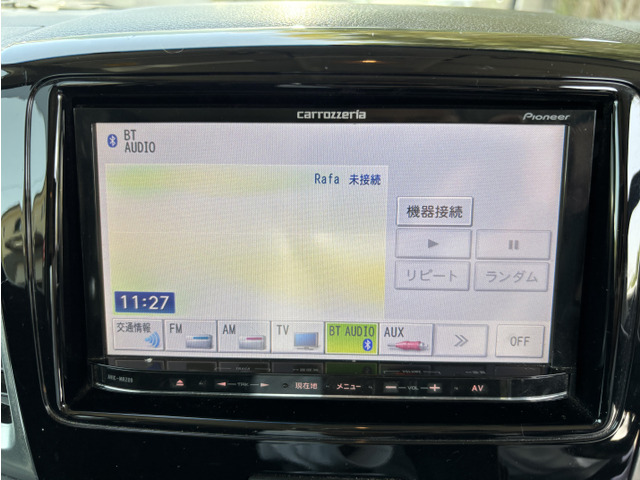 carrozzeria
Pioneer
BT
AUDIO
Rafa 未接続
機器接続
リピート
ランダム
11:27
交通情報
FM
AM
TV
BT AUDIO
AUX
OFF
TRK
現在地
メニュー
VOL
AV